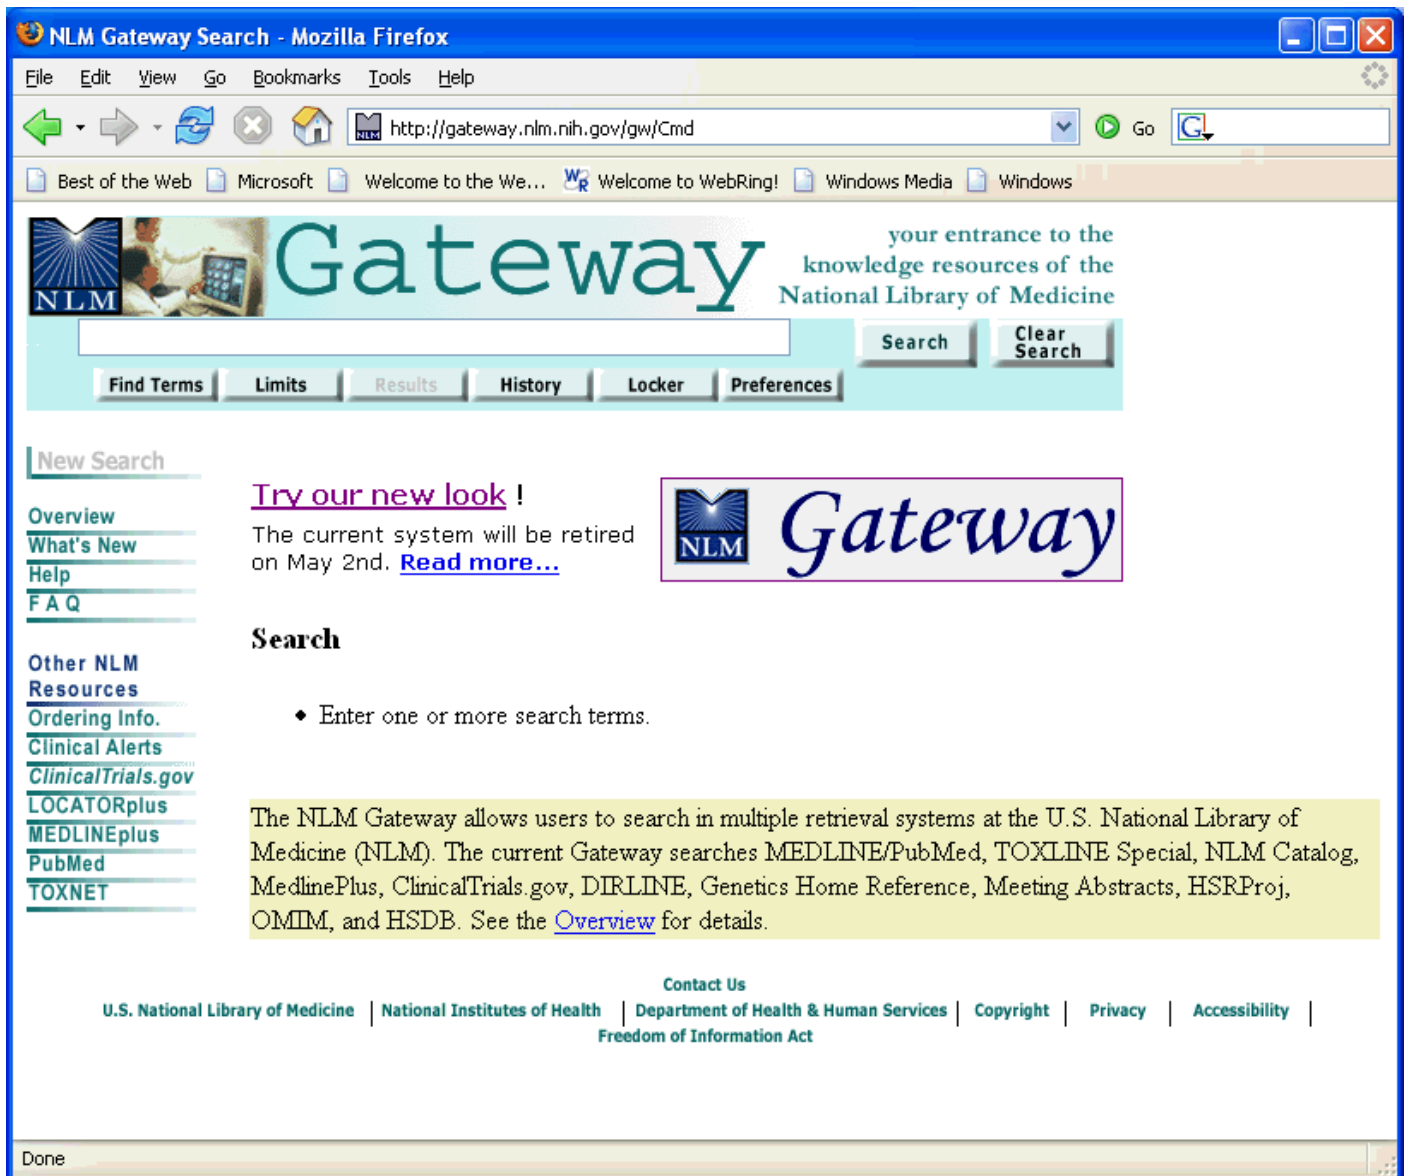 NLM Gateway Search - Mozilla Firefox
File Edit View Go Bookmarks Tools Help
NLM http://gateway.nlm.nih.gov/gw/Cmd Go G
Best of the Web Microsoft Welcome to the We... WR Welcome to WebRing! Windows Media Windows
NLM Gateway
your entrance to the
knowledge resources of the
National Library of Medicine
Search Clear Search
Find Terms Limits Results History Locker Preferences
New Search
Overview
What's New
Help
F A Q
Other NLM
Resources
Ordering Info.
Clinical Alerts
ClinicalTrials.gov
LOCATORplus
MEDLINEplus
PubMed
TOXNET
Try our new look !
The current system will be retired
on May 2nd. Read more...
NLM Gateway
Search
• Enter one or more search terms.
The NLM Gateway allows users to search in multiple retrieval systems at the U.S. National Library of
Medicine (NLM). The current Gateway searches MEDLINE/PubMed, TOXLINE Special, NLM Catalog,
MedlinePlus, ClinicalTrials.gov, DIRLINE, Genetics Home Reference, Meeting Abstracts, HSRProj,
OMIM, and HSDB. See the Overview for details.
Contact Us
U.S. National Library of Medicine | National Institutes of Health | Department of Health & Human Services | Copyright | Privacy | Accessibility |
Freedom of Information Act
Done